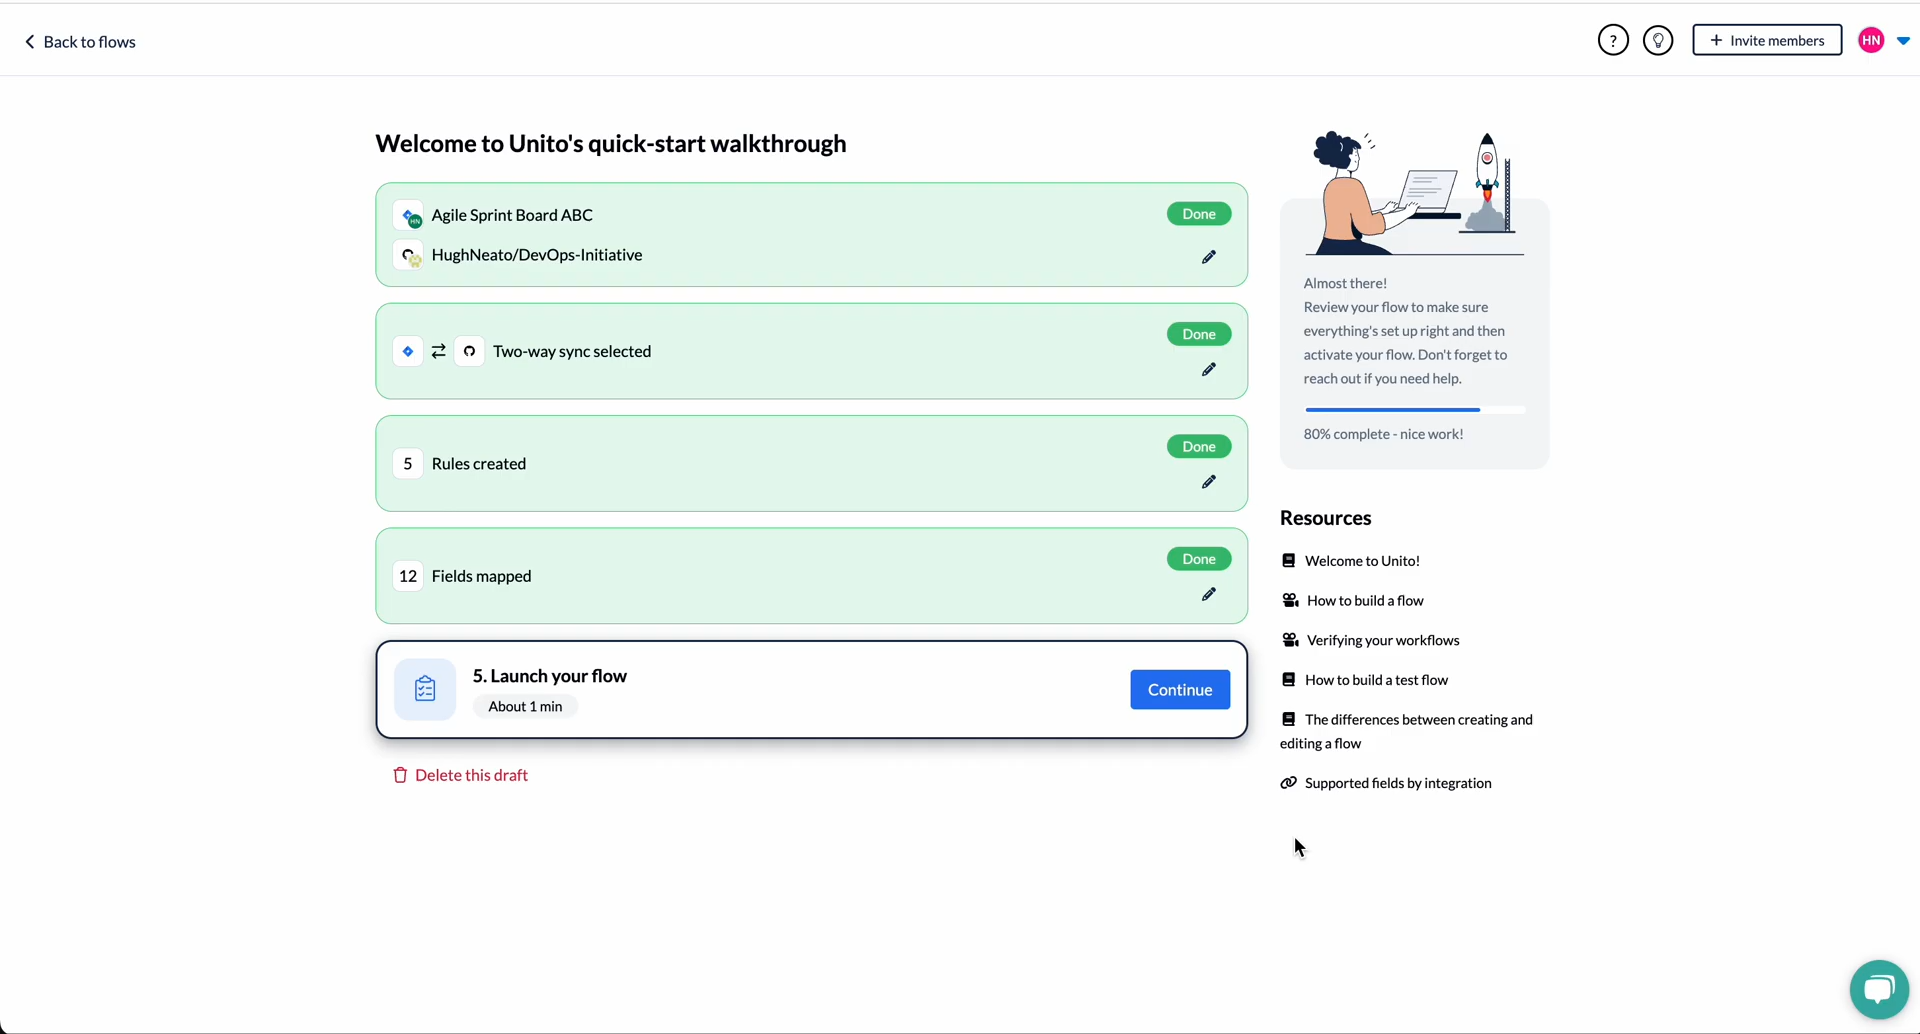 Back to flows
?
+ Invite members
HN
Welcome to Unito's quick-start walkthrough
HN
Agile Sprint Board ABC
Done
HughNeato/DevOps-Initiative
Two-way sync selected
Done
5
Rules created
Done
12
Fields mapped
Done
5. Launch your flow
About 1 min
Continue
Delete this draft
Almost there!
Review your flow to make sure
everything's set up right and then
activate your flow. Don't forget to
reach out if you need help.
80% complete - nice work!
Resources
Welcome to Unito!
How to build a flow
Verifying your workflows
How to build a test flow
The differences between creating and
editing a flow
Supported fields by integration